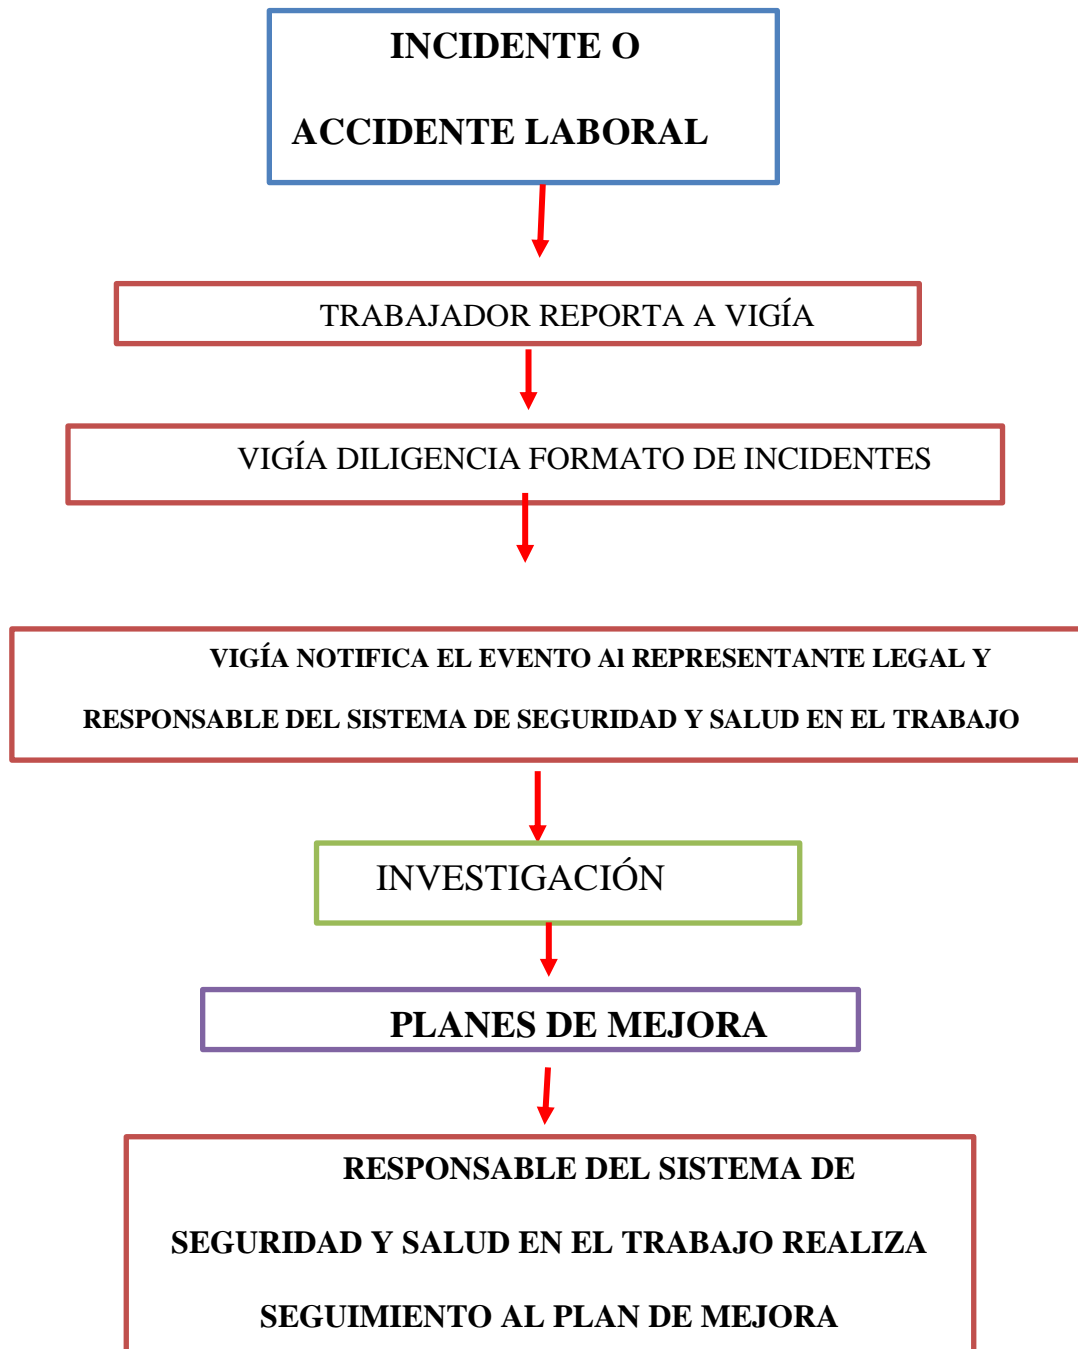 INCIDENTE O
ACCIDENTE LABORAL
TRABAJADOR REPORTA A VIGÍA
VIGÍA DILIGENCIA FORMATO DE INCIDENTES
VIGÍA NOTIFICA EL EVENTO Al REPRESENTANTE LEGAL Y
RESPONSABLE DEL SISTEMA DE SEGURIDAD Y SALUD EN EL TRABAJO
INVESTIGACIÓN
PLANES DE MEJORA
RESPONSABLE DEL SISTEMA DE
SEGURIDAD Y SALUD EN EL TRABAJO REALIZA
SEGUIMIENTO AL PLAN DE MEJORA